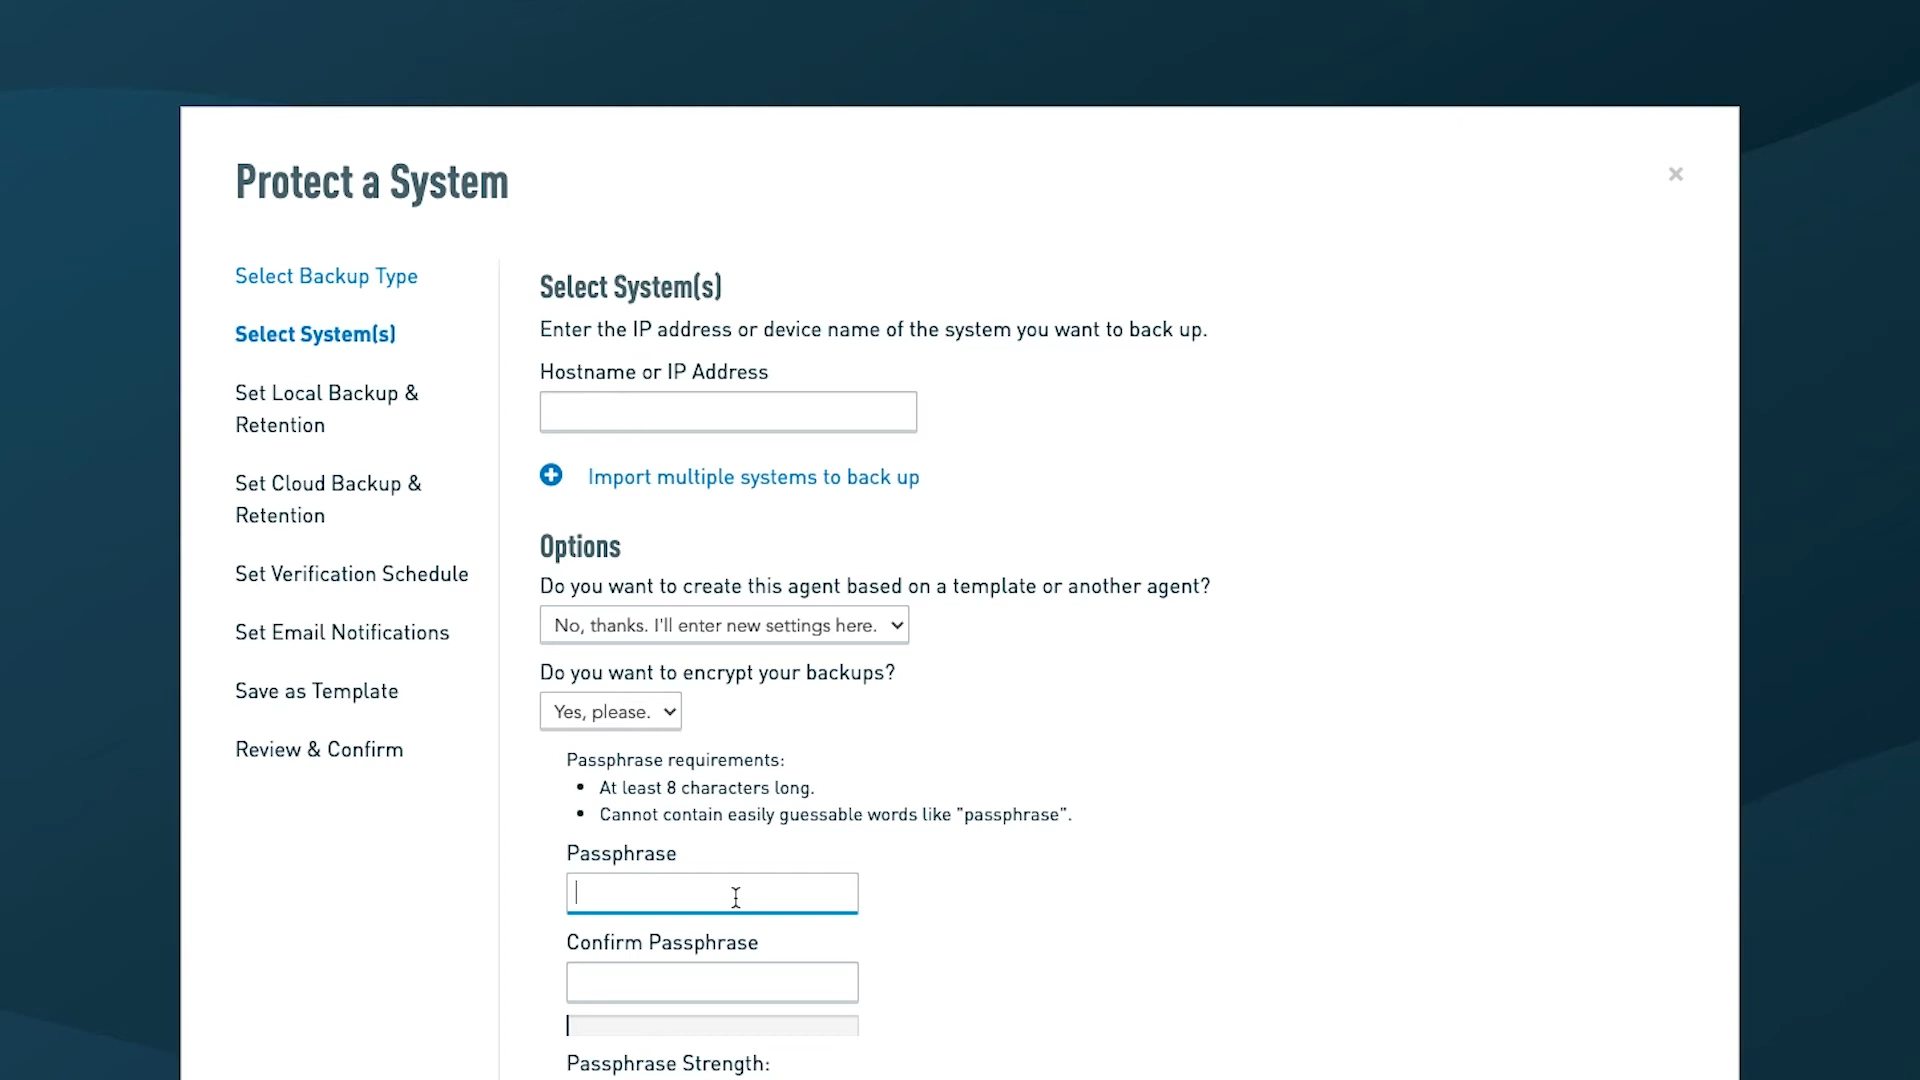 Protect a System
×
Select Backup Type
Select System(s)
Set Local Backup &
Retention
Set Cloud Backup &
Retention
Set Verification Schedule
Set Email Notifications
Save as Template
Review & Confirm
Select System(s)
Enter the IP address or device name of the system you want to back up.
Hostname or IP Address
Import multiple systems to back up
Options
Do you want to create this agent based on a template or another agent?
No, thanks. I'll enter new settings here.
Do you want to encrypt your backups?
Yes, please.
Passphrase requirements:
• At least 8 characters long.
• Cannot contain easily guessable words like "passphrase".
Passphrase
Confirm Passphrase
Passphrase Strength: